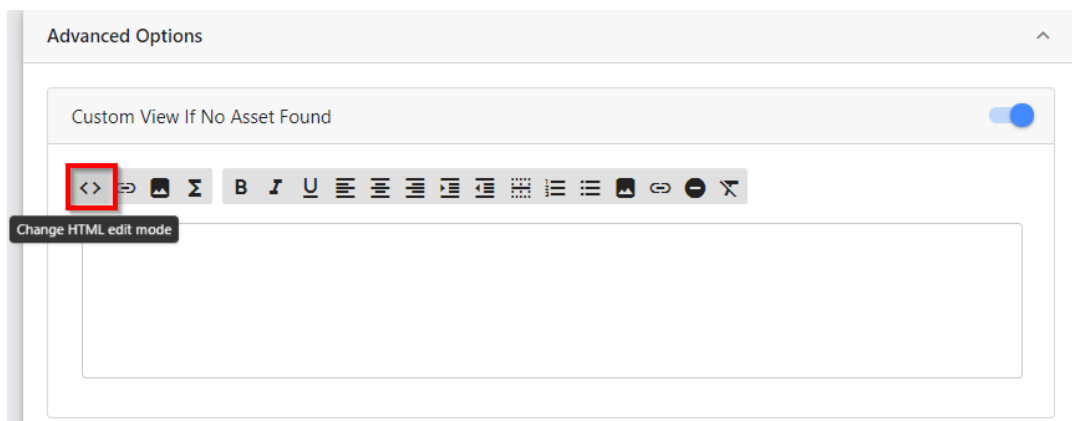 Advanced Options
Custom View If No Asset Found
<> Σ B I U
Change HTML edit mode